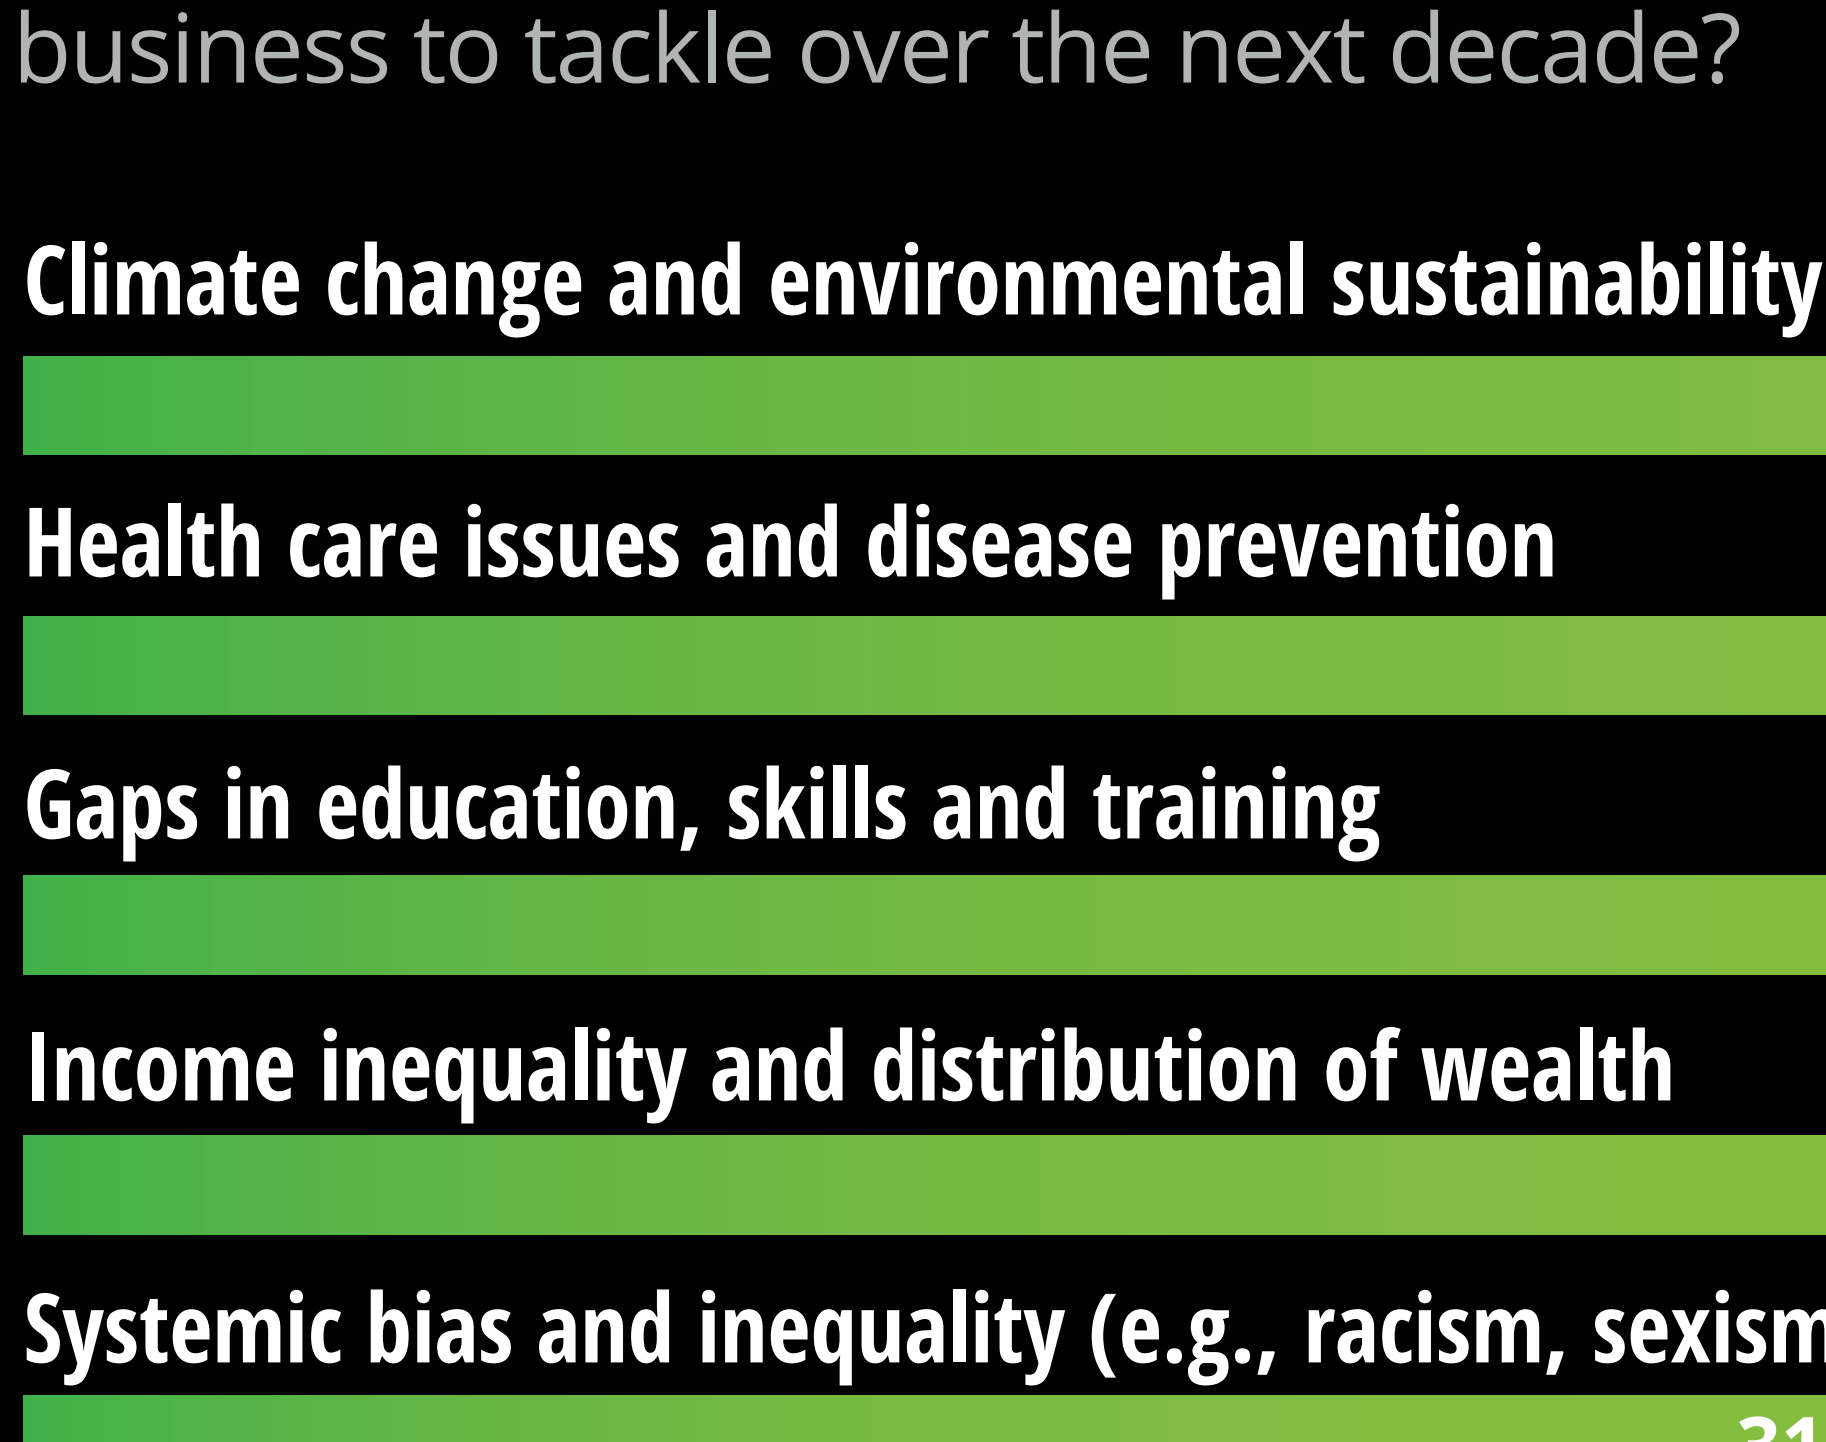 business to tackle over the next decade?
Climate change and environmental sustainability
Health care issues and disease prevention
Gaps in education, skills and training
Income inequality and distribution of wealth
Systemic bias and inequality (e.g., racism, sexism